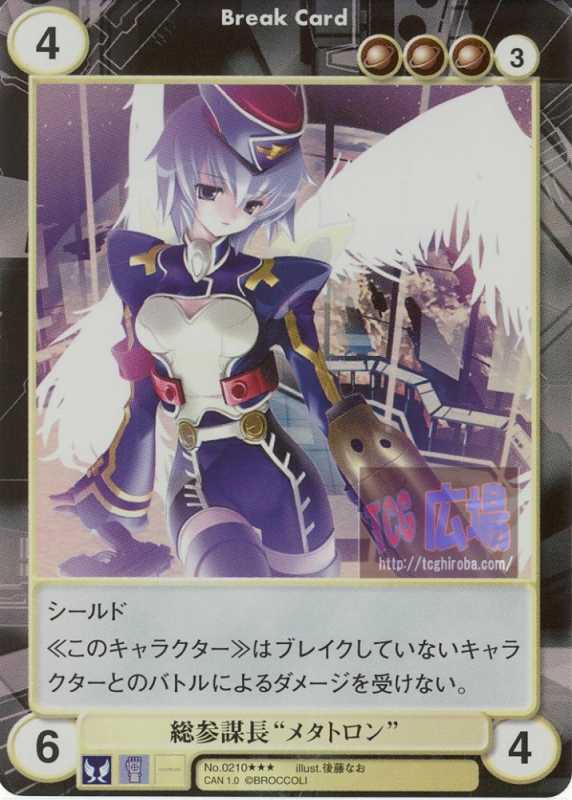 Break Card
4
3
TCG 広場
http://tcghiroba.com/
シールド
≪このキャラクター≫はブレイクしていないキャラ
クターとのバトルによるダメージを受けない。
総参謀長“メタトロン”
6
4
No.0210★★★ illust.後藤なお
CAN 1.0 ©BROCCOLI